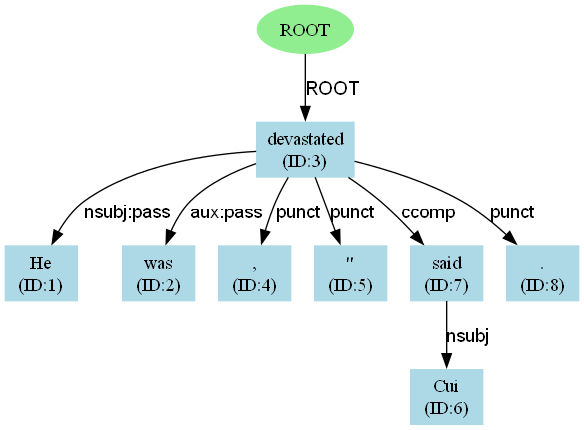 ROOT
ROOT
devastated
(ID:3)
nsubj:pass aux:pass punct punct ccomp punct
He was , " said .
(ID:1) (ID:2) (ID:4) (ID:5) (ID:7) (ID:8)
nsubj
Cui
(ID:6)